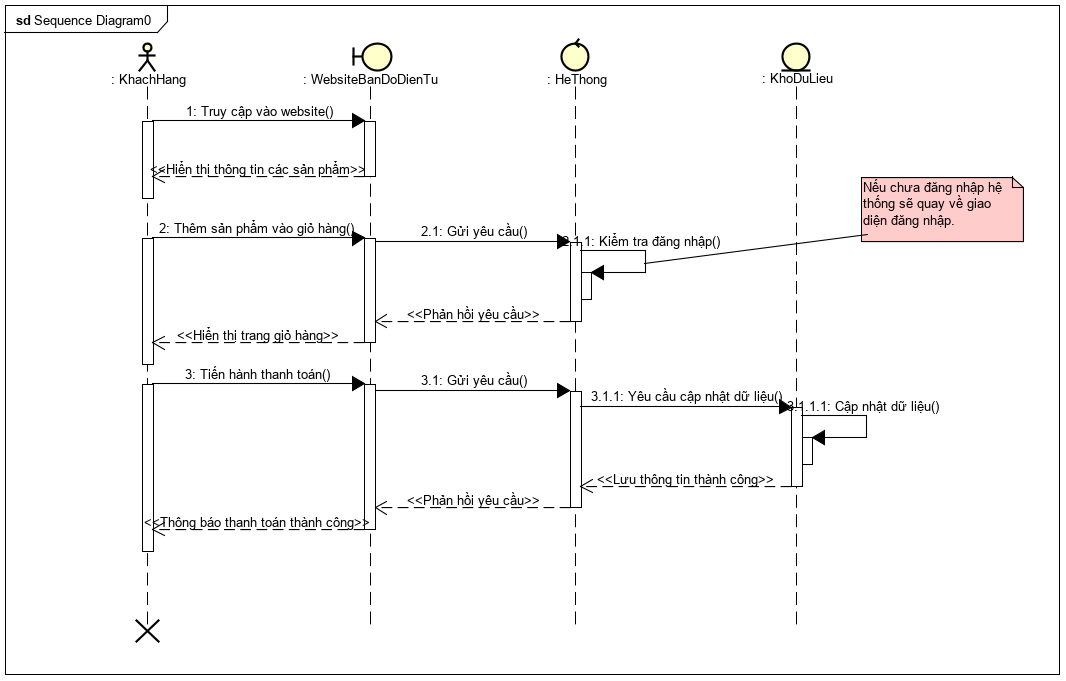 sd Sequence Diagram0
: KhachHang
: WebsiteBanDoDienTu
: HeThong
: KhoDuLieu
1: Truy cập vào website()
<<Hiển thị thông tin các sản phẩm>>
Nếu chưa đăng nhập hệ
thống sẽ quay về giao
diện đăng nhập.
2: Thêm sản phẩm vào giỏ hàng()
2.1: Gửi yêu cầu()
2.1.1: Kiểm tra đăng nhập()
<<Phản hồi yêu cầu>>
<<Hiển thị trang giỏ hàng>>
3: Tiến hành thanh toán()
3.1: Gửi yêu cầu()
3.1.1: Yêu cầu cập nhật dữ liệu()
3.1.1.1: Cập nhật dữ liệu()
<<Lưu thông tin thành công>>
<<Phản hồi yêu cầu>>
<<Thông báo thanh toán thành công>>